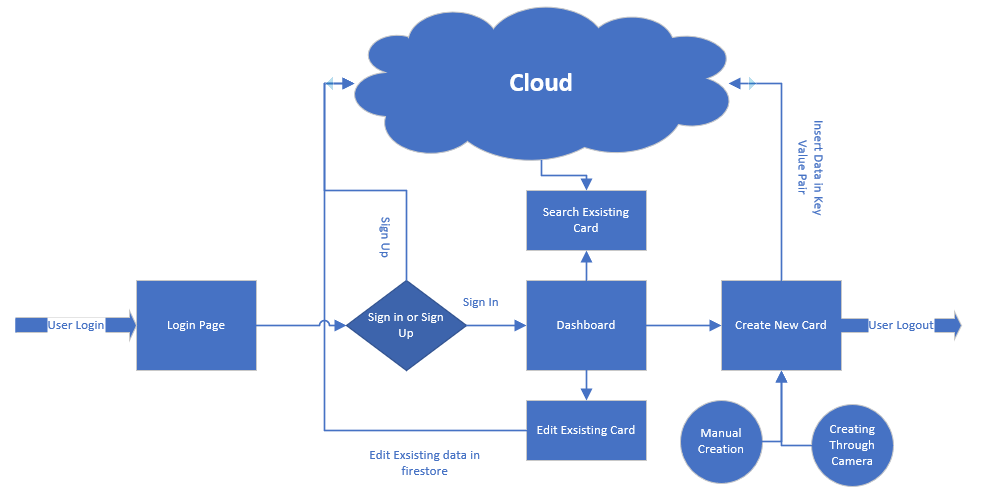 Cloud
Insert Data in Key
Value Pair
Search Exsisting
Card
Sign Up
Sign In
User Login
Login Page
Sign in or Sign
Up
Dashboard
Create New Card
User Logout
Edit Exsisting Card
Edit Exsisting data in
firestore
Manual
Creation
Creating
Through
Camera